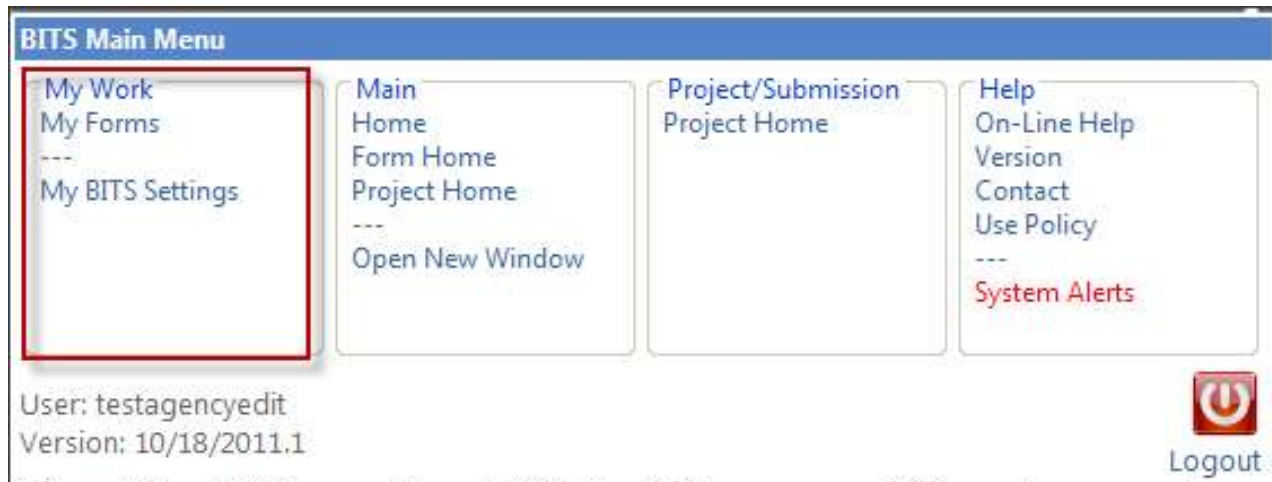 BITS Main Menu
My Work
My Forms
---
My BITS Settings
Main
Home
Form Home
Project Home
---
Open New Window
Project/Submission
Project Home
Help
On-Line Help
Version
Contact
Use Policy
---
System Alerts
User: testagencyedit
Version: 10/18/2011.1
Logout